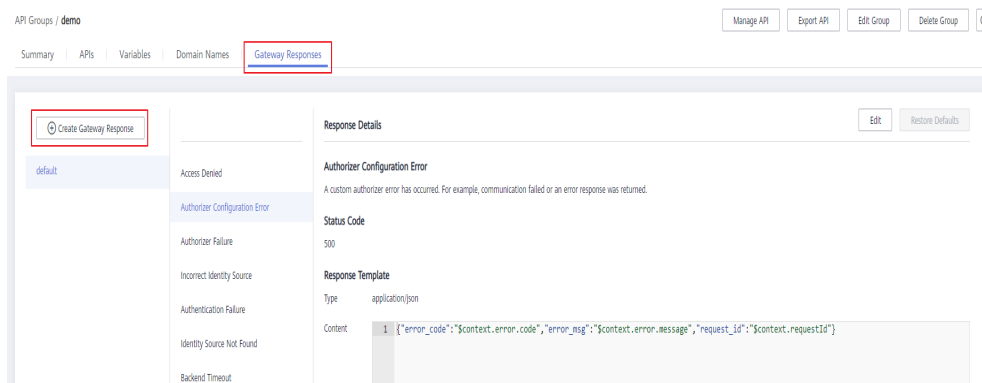 API Groups / demo
Manage API Export API Edit Group Delete Group
Summary APIs Variables Domain Names Gateway Responses
Create Gateway Response
default
Access Denied
Authorizer Configuration Error
Authorizer Failure
Incorrect Identity Source
Authentication Failure
Identity Source Not Found
Backend Timeout
Response Details
Edit Restore Defaults
Authorizer Configuration Error
A custom authorizer error has occurred. For example, communication failed or an error response was returned.
Status Code
500
Response Template
Type application/json
Content 1 {"error_code":"$context.error.code","error_msg":"$context.error.message","request_id":"$context.requestId"}